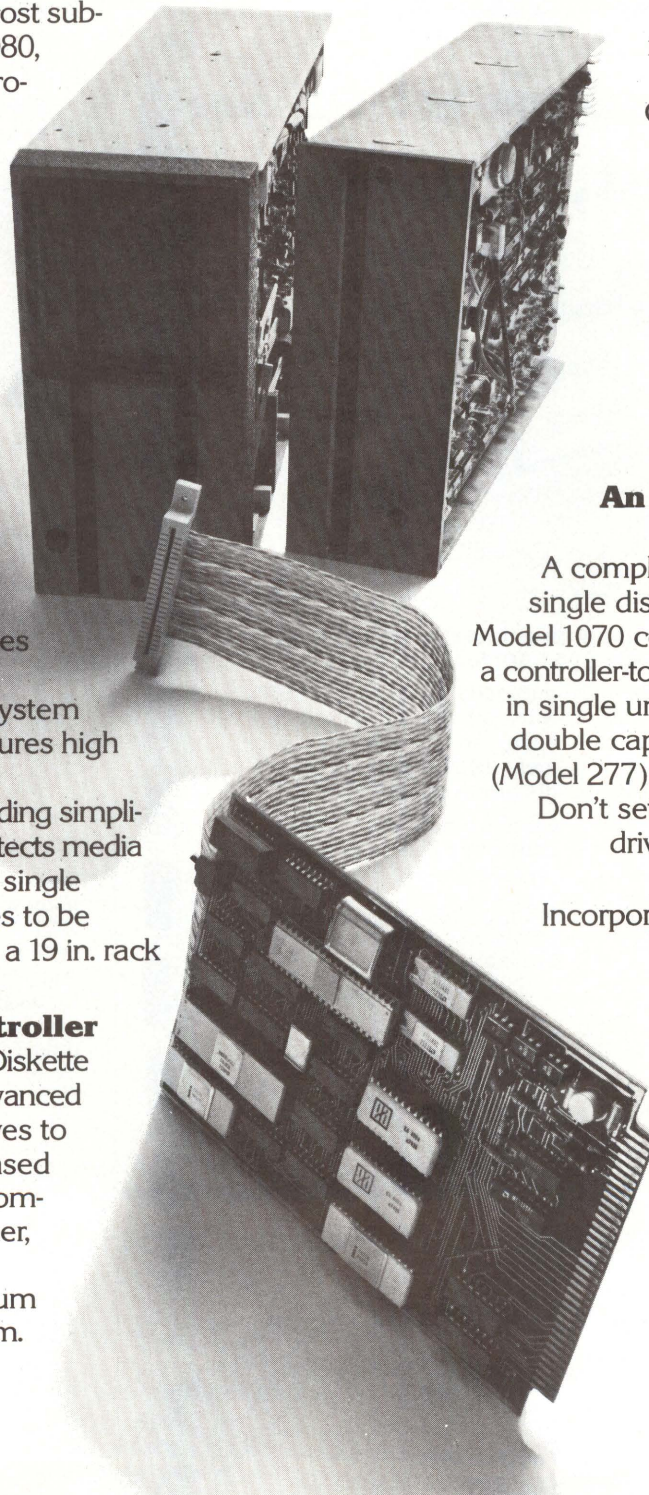 ost sub-
80,
ro-
es
ystem
ures high
ding simpli-
tects media
single
es to be
a 19 in. rack
troller
Diskette
vanced
ves to
ased
om-
er,
um
m.
An
A compl
single dis
Model 1070 c
a controller-to
in single un
double cap
(Model 277)
Don't set
driv
Incorpor